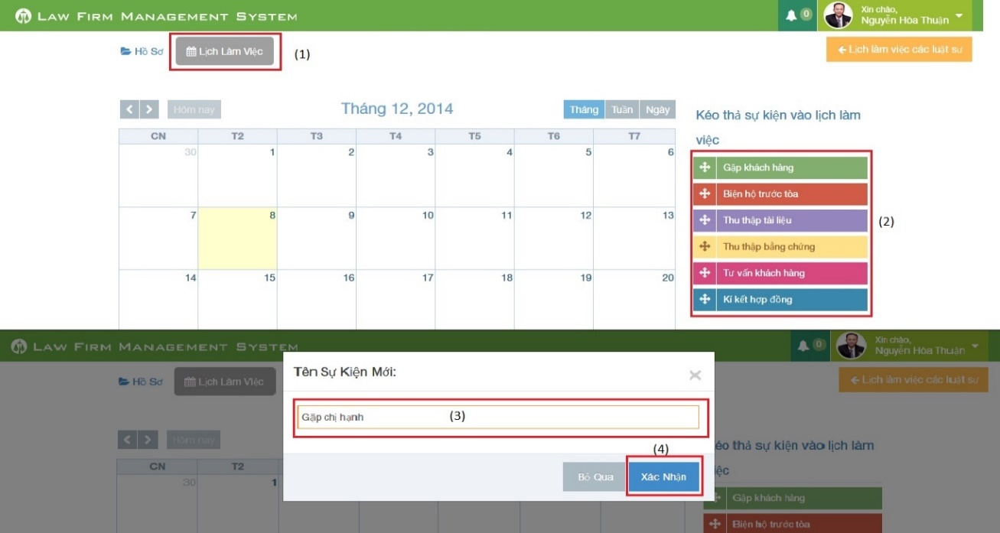 LAW FIRM MANAGEMENT SYSTEM
0
Xin chào,
Nguyễn Hòa Thuận
Hồ Sơ
Lịch Làm Việc
(1)
Lịch làm việc các luật sư
Hôm nay
Tháng 12, 2014
Tháng Tuần Ngày
CN T2 T3 T4 T5 T6 T7
30 1 2 3 4 5 6
7 8 9 10 11 12 13
14 15 16 17 18 19 20
Kéo thả sự kiện vào lịch làm
việc
Gặp khách hàng
Biện hộ trước tòa
Thu thập tài liệu
(2)
Thu thập bằng chứng
Tư vấn khách hàng
Kí kết hợp đồng
LAW FIRM MANAGEMENT SYSTEM
0
Xin chào,
Nguyễn Hòa Thuận
Hồ Sơ
Lịch Làm Việc
Lịch làm việc các luật sư
Tên Sự Kiện Mới:
Gặp chị hạnh
(3)
(4)
Bỏ Qua
Xác Nhận
Hôm nay
CN T2
30 1
éo thả sự kiện vào lịch làm
ệc
Gặp khách hàng
Biện hộ trước tòa